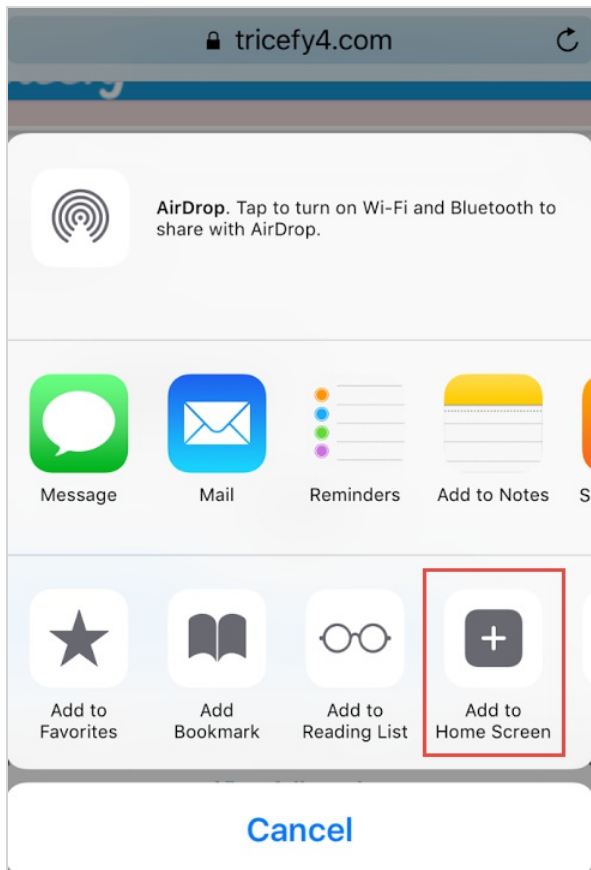 tricefy4.com
AirDrop. Tap to turn on Wi-Fi and Bluetooth to
share with AirDrop.
Message
Mail
Reminders
Add to Notes
S
Add to
Favorites
Add
Bookmark
Add to
Reading List
Add to
Home Screen
Cancel